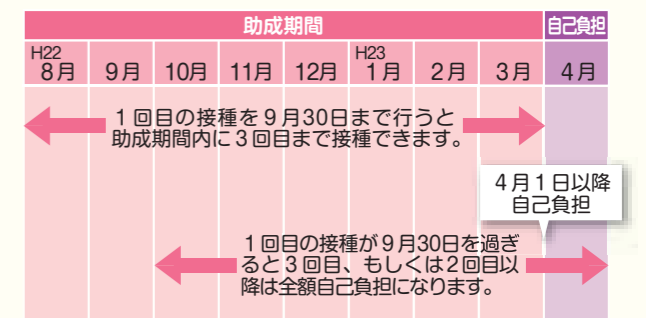 助成期間 自己負担
H22 H23
8月 9月 10月 11月 12月 1月 2月 3月 4月
1回目の接種を9月30日まで行うと
助成期間内に3回目まで接種できます。
4月1日以降
自己負担
1回目の接種が9月30日を過ぎ
ると3回目、もしくは2回目以
降は全額自己負担になります。